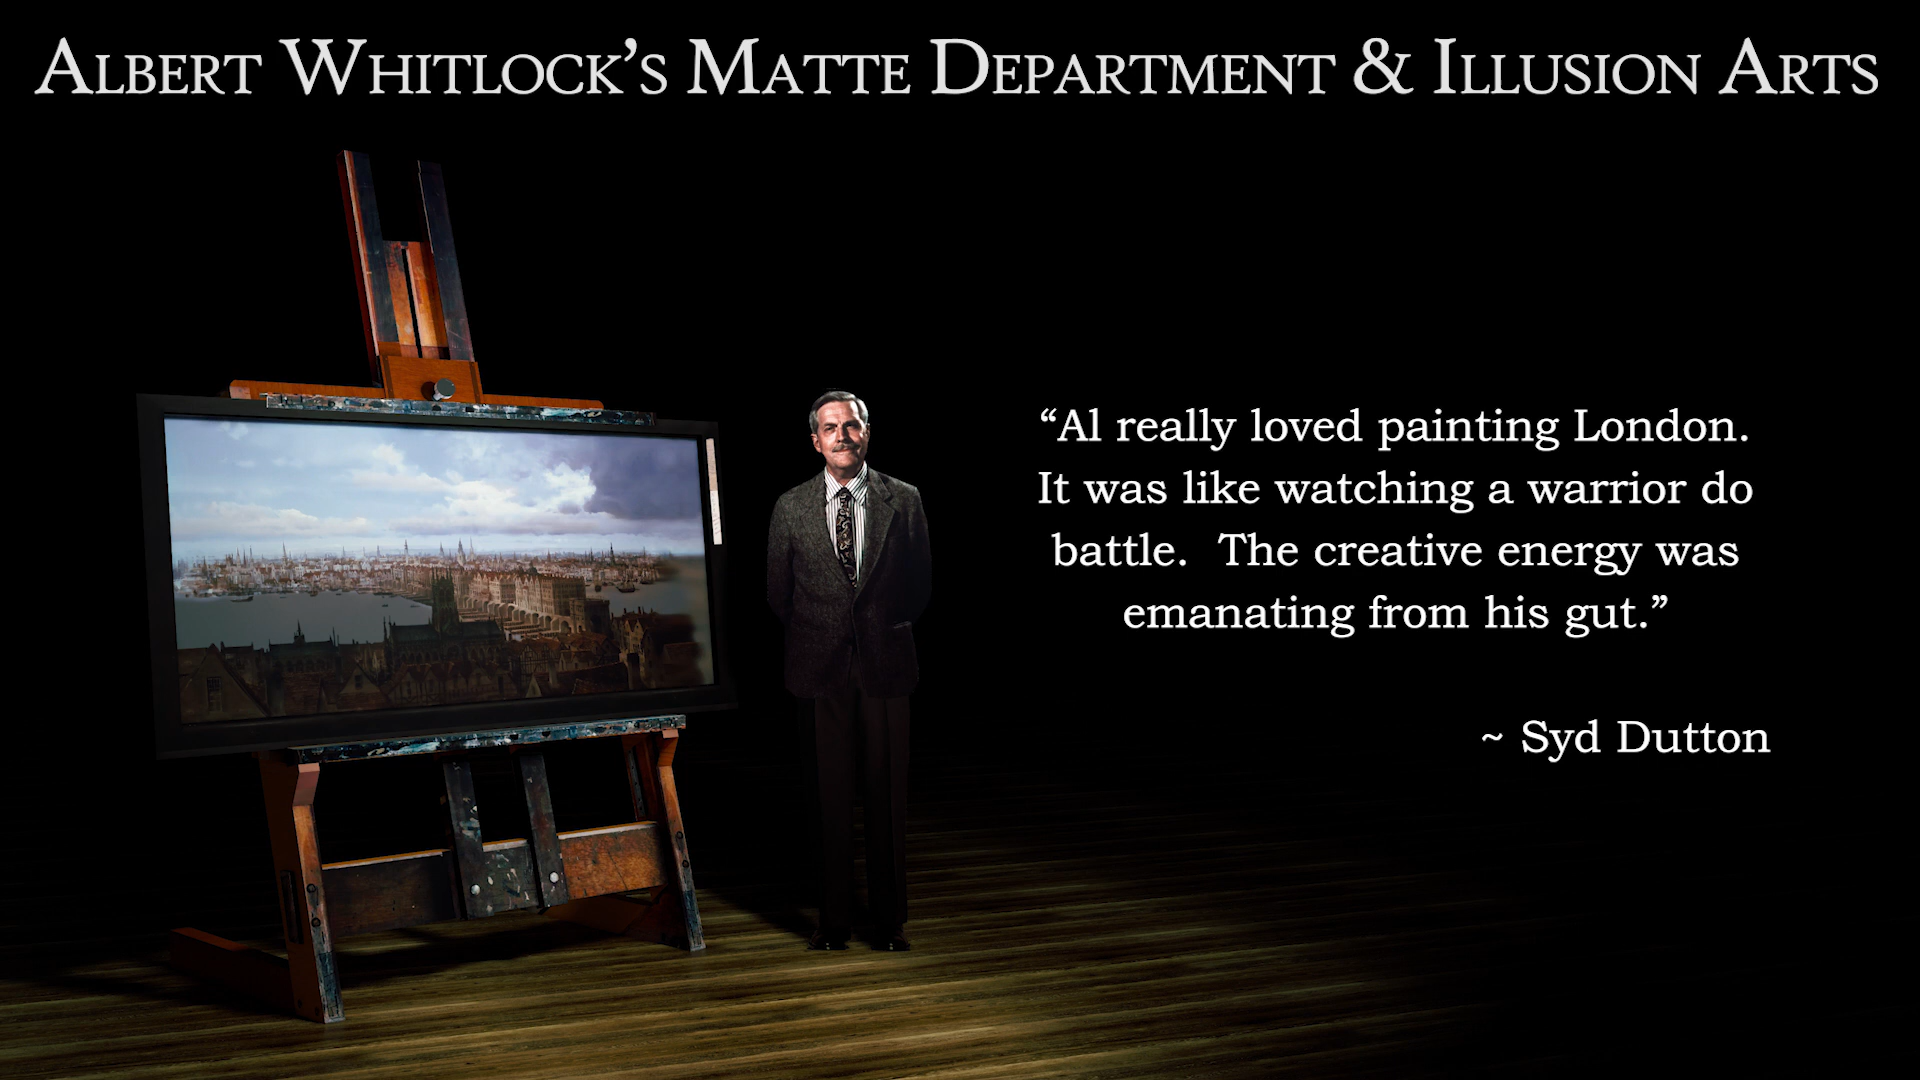 Albert Whitlock’s Matte Department & Illusion Arts
“Al really loved painting London.
It was like watching a warrior do
battle.  The creative energy was
emanating from his gut.”
~ Syd Dutton